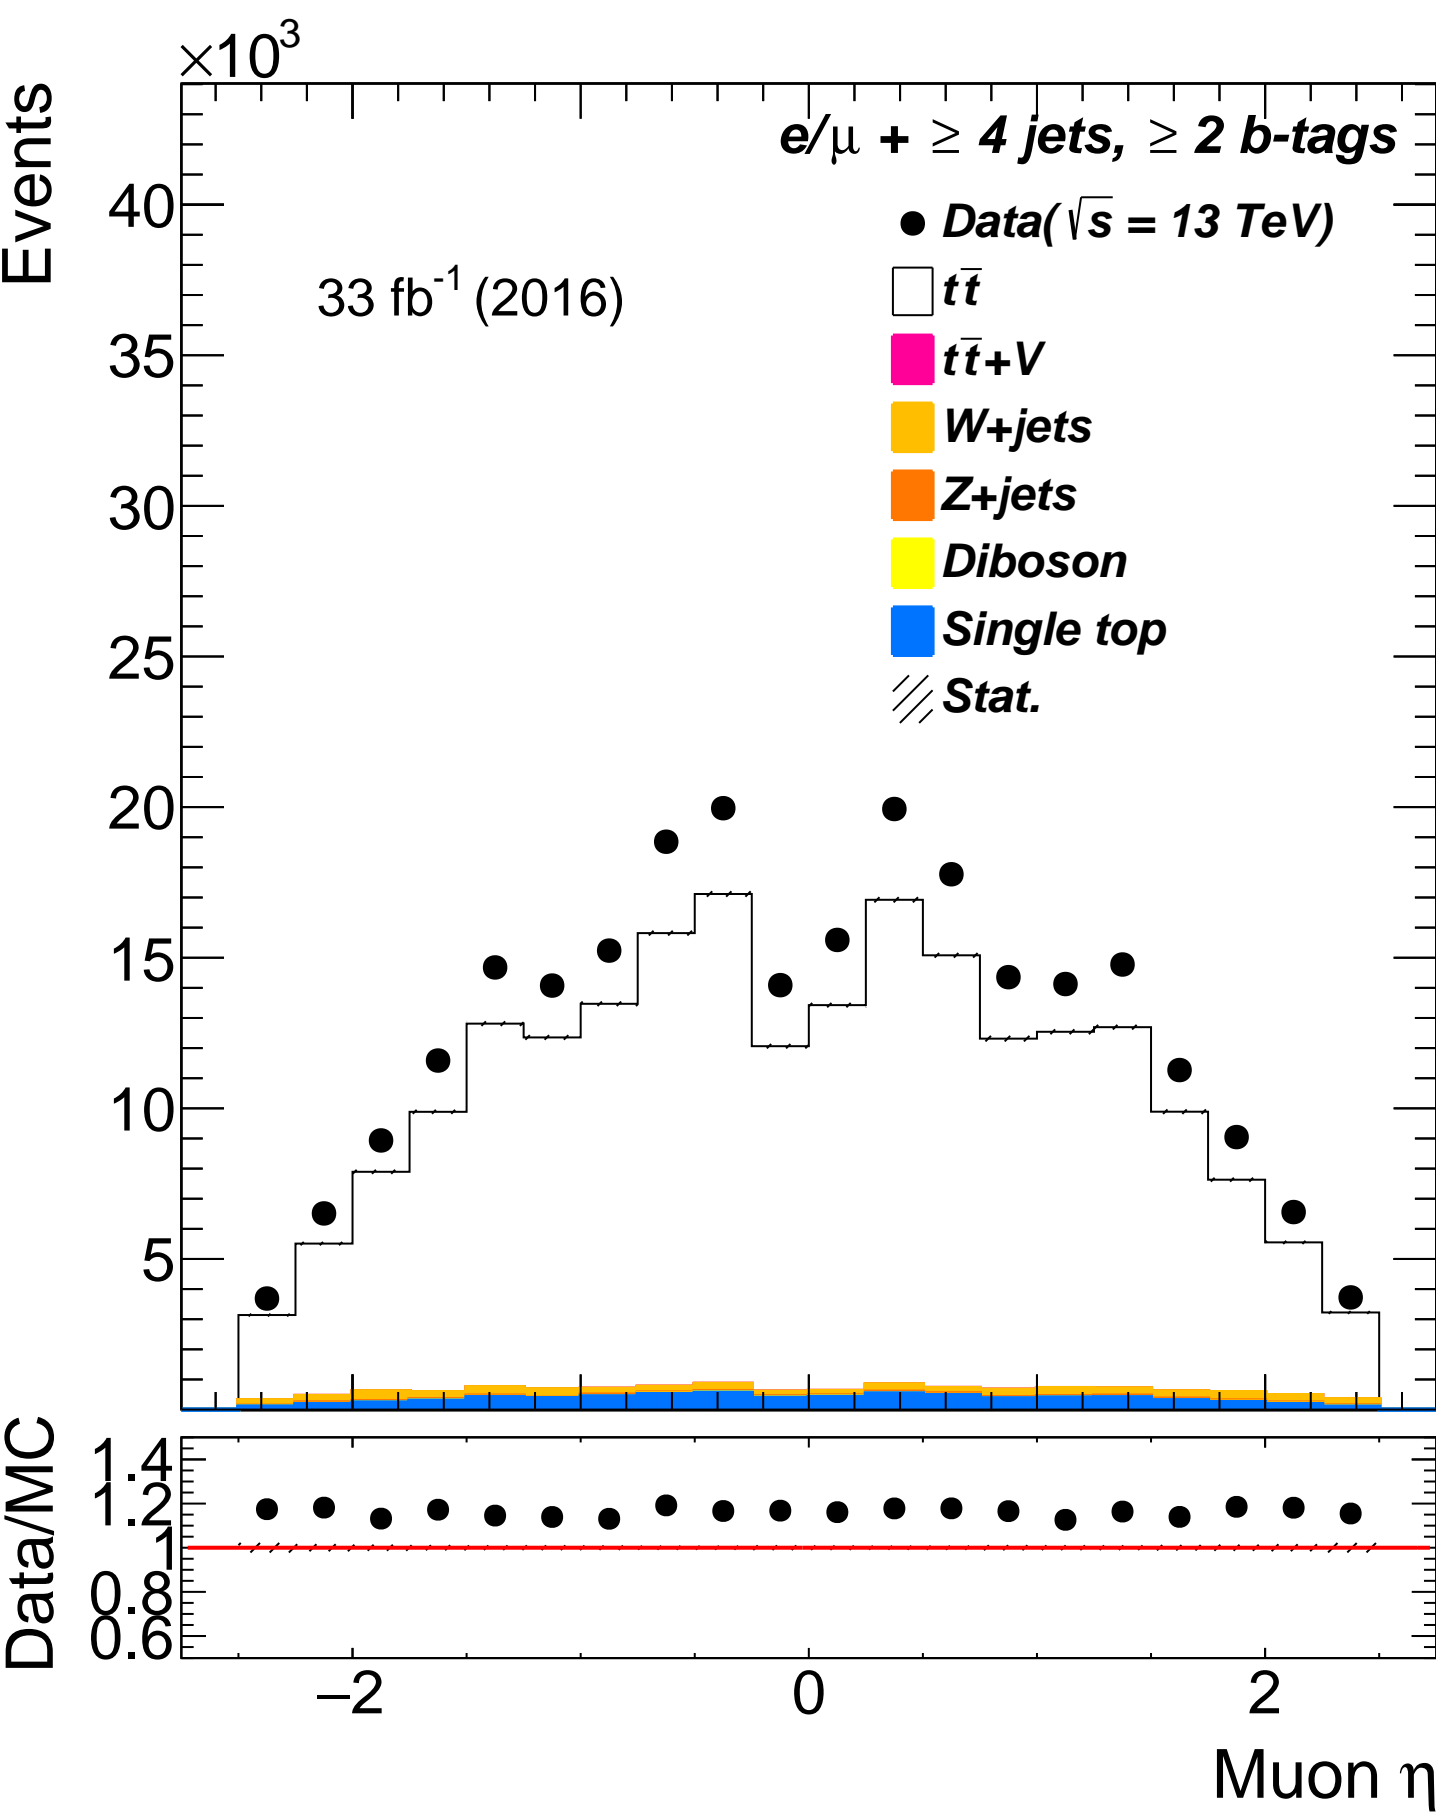 ×10³
Events
e/μ + ≥ 4 jets, ≥ 2 b-tags
Data(√s = 13 TeV)
33 fb⁻¹ (2016)
tt̅
tt̅+V
W+jets
Z+jets
Diboson
Single top
Stat.
40
35
30
25
20
15
10
5
Data/MC
1.4
1.2
1
0.8
0.6
−2 0 2
Muon η